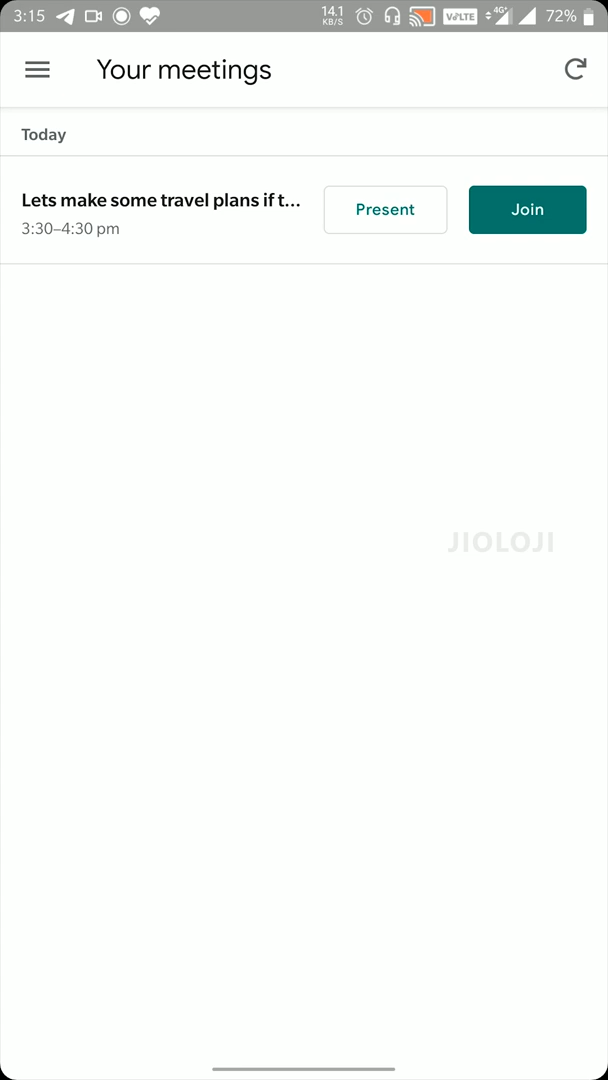 3:15
14.1
KB/S
VoLTE
4G+
72%
Your meetings
Today
Lets make some travel plans if t...
3:30–4:30 pm
Present
Join
JIOLOJI